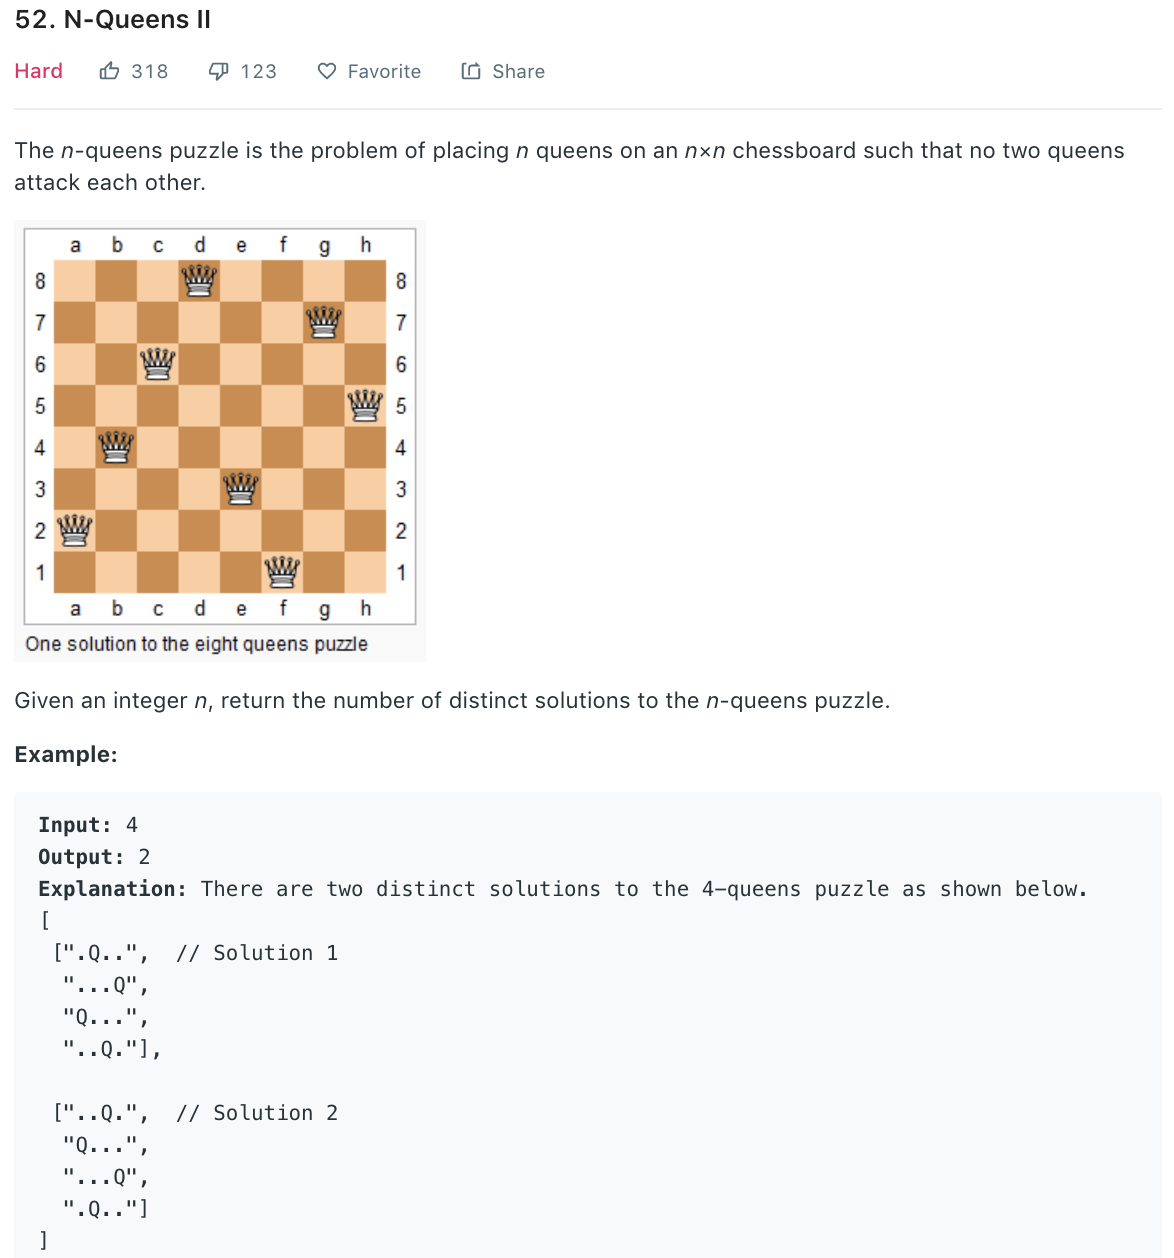 52. N-Queens II
Hard 318 123 Favorite Share
The n-queens puzzle is the problem of placing n queens on an n×n chessboard such that no two queens
attack each other.
a b c d e f g h
8 8
7 7
6 6
5 5
4 4
3 3
2 2
1 1
a b c d e f g h
One solution to the eight queens puzzle
Given an integer n, return the number of distinct solutions to the n-queens puzzle.
Example:
Input: 4
Output: 2
Explanation: There are two distinct solutions to the 4-queens puzzle as shown below.
[
[".Q..", // Solution 1
"...Q",
"Q...",
"..Q."],
["..Q.", // Solution 2
"Q...",
"...Q",
".Q.."]
]